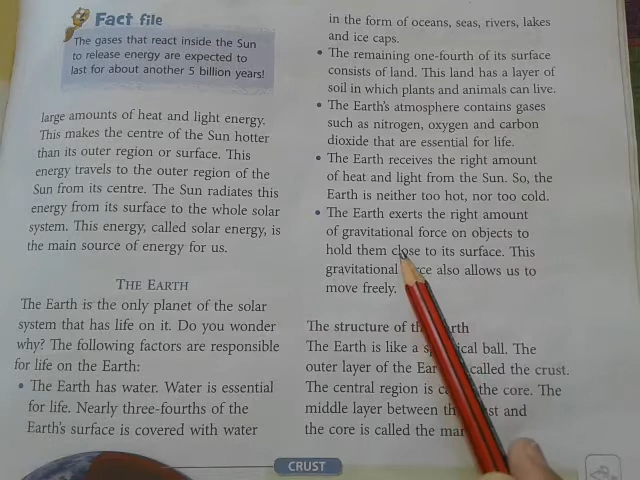 Fact file
The gases that react inside the Sun
to release energy are expected to
last for about another 5 billion years!
large amounts of heat and light energy.
This makes the centre of the Sun hotter
than its outer region or surface. This
energy travels to the outer region of the
Sun from its centre. The Sun radiates this
energy from its surface to the whole solar
system. This energy, called solar energy, is
the main source of energy for us.
THE EARTH
The Earth is the only planet of the solar
system that has life on it. Do you wonder
why? The following factors are responsible
for life on the Earth:
• The Earth has water. Water is essential
for life. Nearly three-fourths of the
Earth's surface is covered with water
in the form of oceans, seas, rivers, lakes
and ice caps.
• The remaining one-fourth of its surface
consists of land. This land has a layer of
soil in which plants and animals can live.
• The Earth's atmosphere contains gases
such as nitrogen, oxygen and carbon
dioxide that are essential for life.
• The Earth receives the right amount
of heat and light from the Sun. So, the
Earth is neither too hot, nor too cold.
• The Earth exerts the right amount
of gravitational force on objects to
hold them close to its surface. This
gravitational also allows us to
move freely.
The structure of
The Earth is like a ball. The
outer layer of the called the crust.
The central region is the core. The
middle layer between and
the core is called the
CRUST